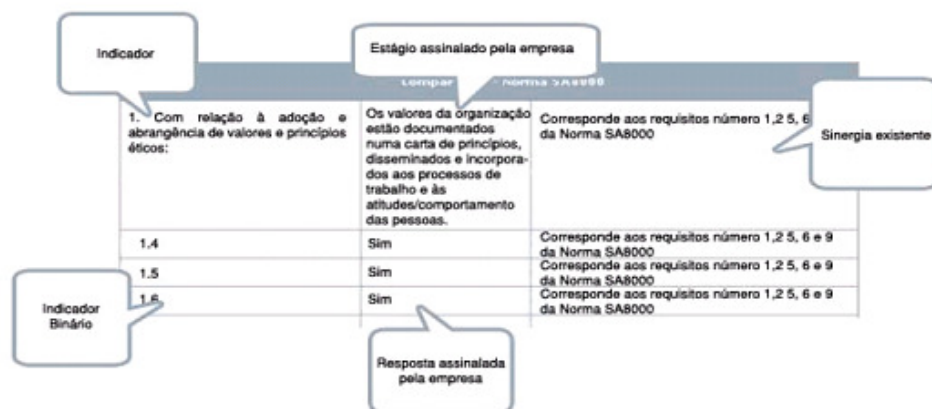 Indicador
Estágio assinalado pela empresa
Norma SA8000
1. Com relação à adoção e
abrangência de valores e princípios
éticos:
Os valores da organização
estão documentados
numa carta de princípios,
disseminados e incorpora-
dos aos processos de
trabalho e às
atitudes/comportamento
das pessoas.
Corresponde aos requisitos número 1,2 5, 6
da Norma SA8000
Sinergia existente
1.4
Sim
Corresponde aos requisitos número 1,2 5, 6 e 9
da Norma SA8000
1.5
Sim
Corresponde aos requisitos número 1,2 5, 6 e 9
da Norma SA8000
1.6
Sim
Corresponde aos requisitos número 1,2 5, 6 e 9
da Norma SA8000
Indicador
Binário
Resposta assinalada
pela empresa